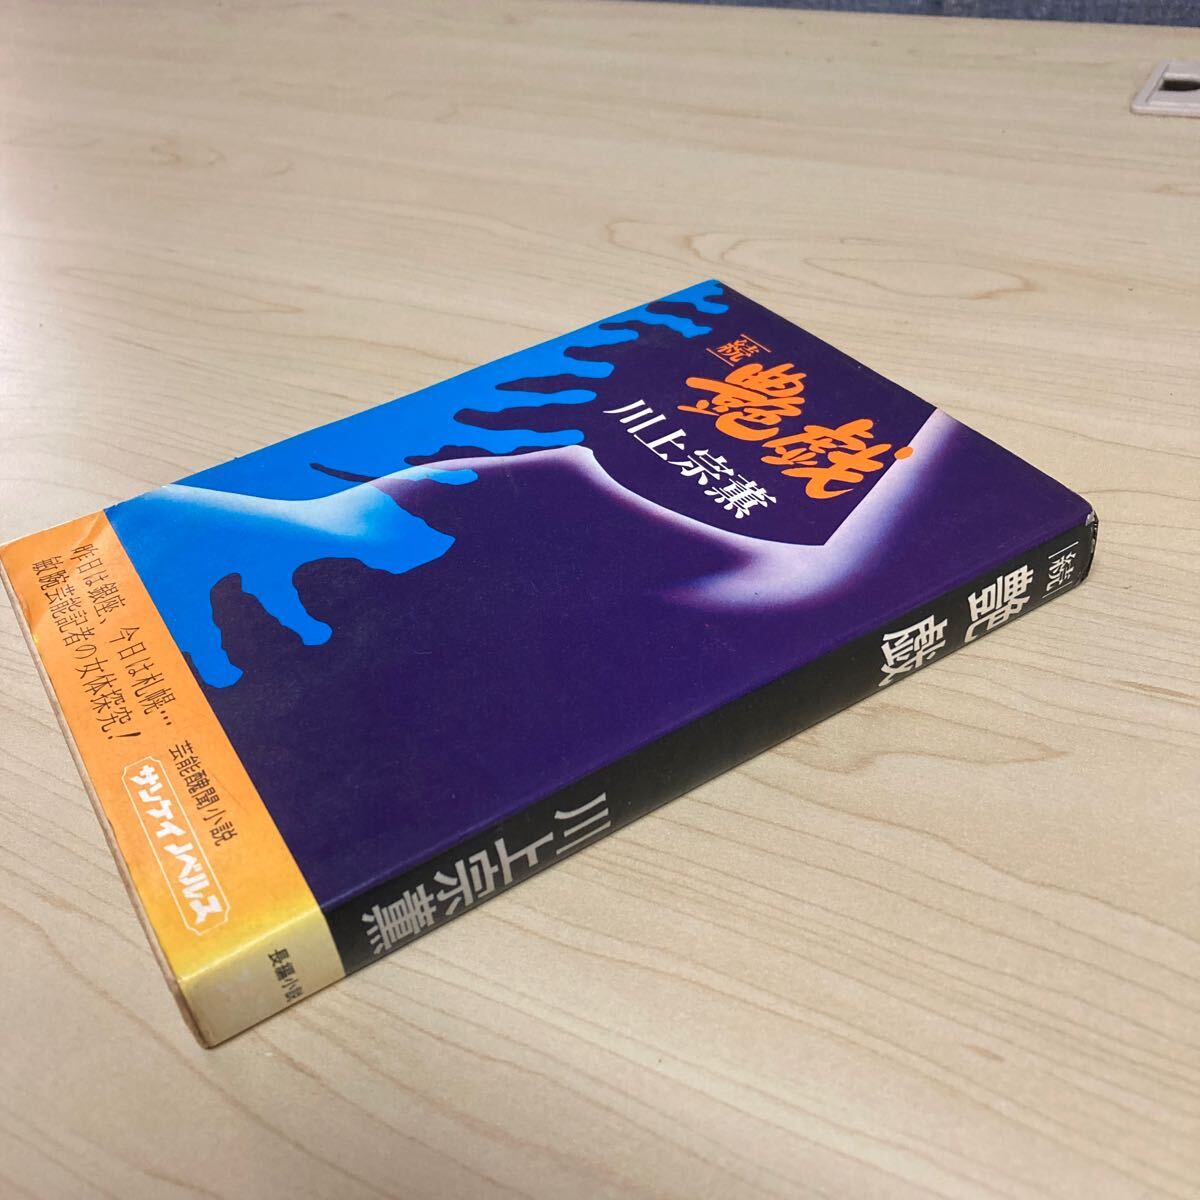 続
艶戯
川上宗薫
昨日は銀座、今日は札幌…
敏腕芸能記者の女体探究!
芸能醜聞小説
サンケイノベルス
続
艶戯
川上宗薫
長編小説